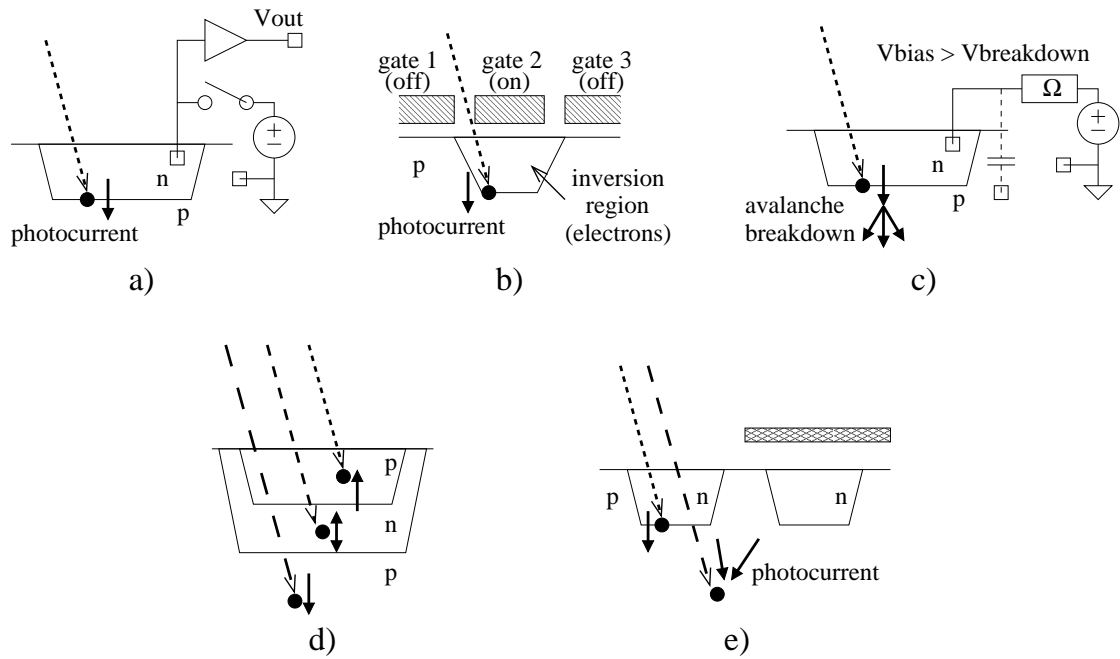 Vout
+
−
n
p
photocurrent
a)
gate 1
(off)
gate 2
(on)
gate 3
(off)
p
photocurrent
inversion
region
(electrons)
b)
Vbias > Vbreakdown
Ω
+
−
n
p
avalanche
breakdown
c)
p
n
p
d)
p
n
n
photocurrent
e)